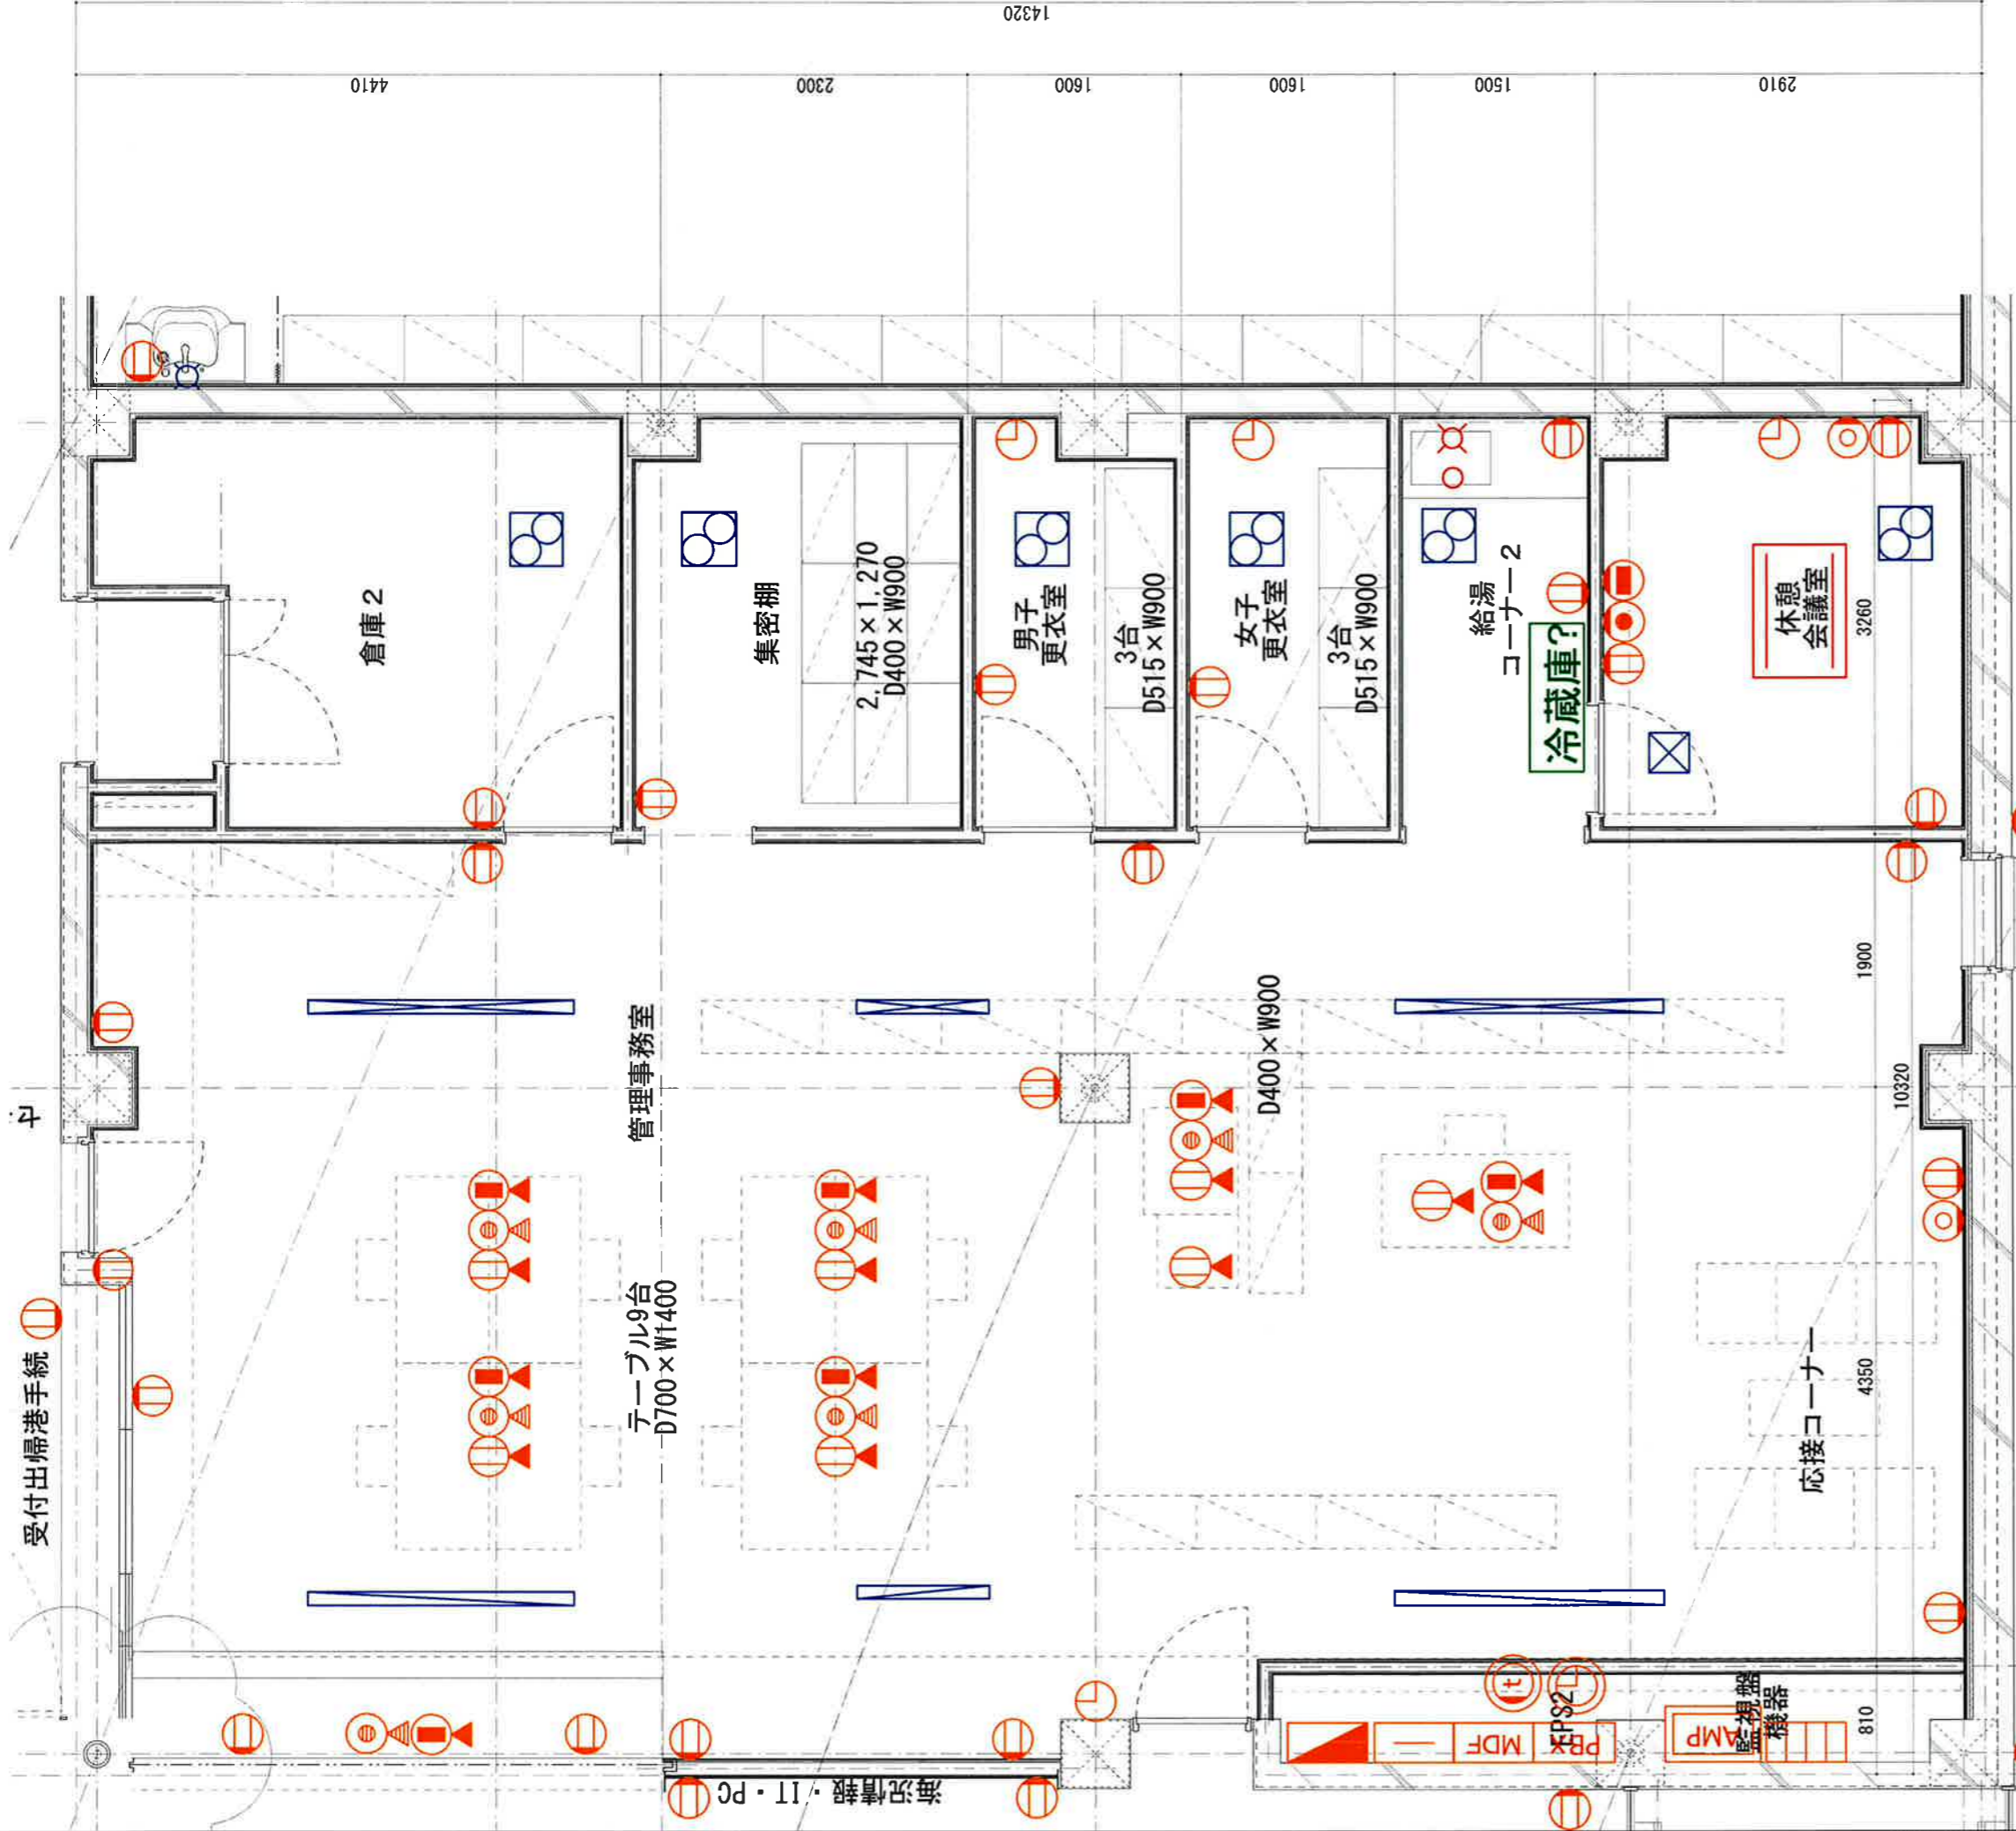 14320
4410
2300
1600
1600
1500
2910
倉庫2
集密棚
2,745×1,270
D400×W900
男子
更衣室
3台
D515×W900
女子
更衣室
3台
D515×W900
給湯
コーナー2
冷蔵庫?
休憩
会議室
3260
管理事務室
D400×W900
1900
10320
受付出帰港手続
テーブル9台
D700×W1400
応接コーナー
4350
海況情報・IT・PC
t
EPS2
MDF
PBX
AMP
監視盤
機器
810